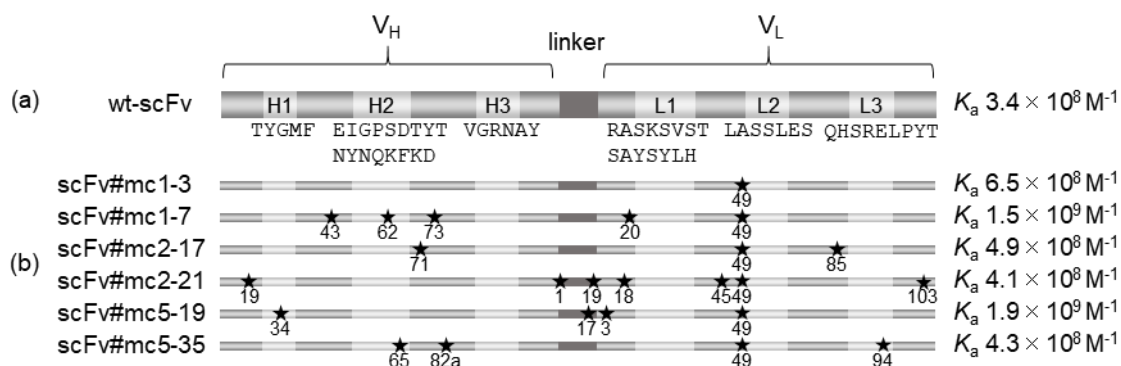 V_H linker V_L
(a) wt-scFv H1 H2 H3 L1 L2 L3 K_a 3.4 × 10^8 M^-1
TYGMF EIGPSDTYT VGRNAY RASKSVST LASSLES QHSRELPYT
NYNQKFKD SAYSYLH
scFv#mc1-3 K_a 6.5 × 10^8 M^-1
49
scFv#mc1-7 K_a 1.5 × 10^9 M^-1
43 62 73 20 49
(b) scFv#mc2-17 K_a 4.9 × 10^8 M^-1
71 49 85
scFv#mc2-21 K_a 4.1 × 10^8 M^-1
19 1 19 18 45 49 103
scFv#mc5-19 K_a 1.9 × 10^9 M^-1
34 17 3 49
scFv#mc5-35 K_a 4.3 × 10^8 M^-1
65 82a 49 94